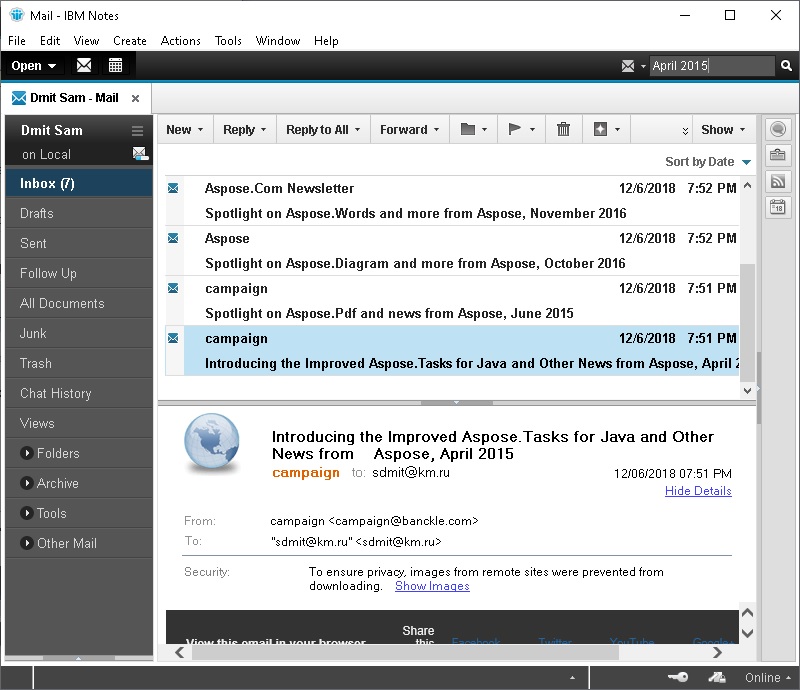 Mail - IBM Notes
File Edit View Create Actions Tools Window Help
Open
April 2015
Dmit Sam - Mail
Dmit Sam
on Local
Inbox (7)
Drafts
Sent
Follow Up
All Documents
Junk
Trash
Chat History
Views
Folders
Archive
Tools
Other Mail
New Reply Reply to All Forward Show
Sort by Date
Aspose.Com Newsletter 12/6/2018 7:52 PM
Spotlight on Aspose.Words and more from Aspose, November 2016
Aspose 12/6/2018 7:52 PM
Spotlight on Aspose.Diagram and more from Aspose, October 2016
campaign 12/6/2018 7:51 PM
Spotlight on Aspose.Pdf and news from Aspose, June 2015
campaign 12/6/2018 7:51 PM
Introducing the Improved Aspose.Tasks for Java and Other News from Aspose, April 2
Introducing the Improved Aspose.Tasks for Java and Other
News from Aspose, April 2015
campaign to: sdmit@km.ru 12/06/2018 07:51 PM
Hide Details
From: campaign <campaign@banckle.com>
To: "sdmit@km.ru" <sdmit@km.ru>
Security: To ensure privacy, images from remote sites were prevented from
downloading. Show Images
Share
View this email in your browser this Facebook Twitter YouTube Google+
Online